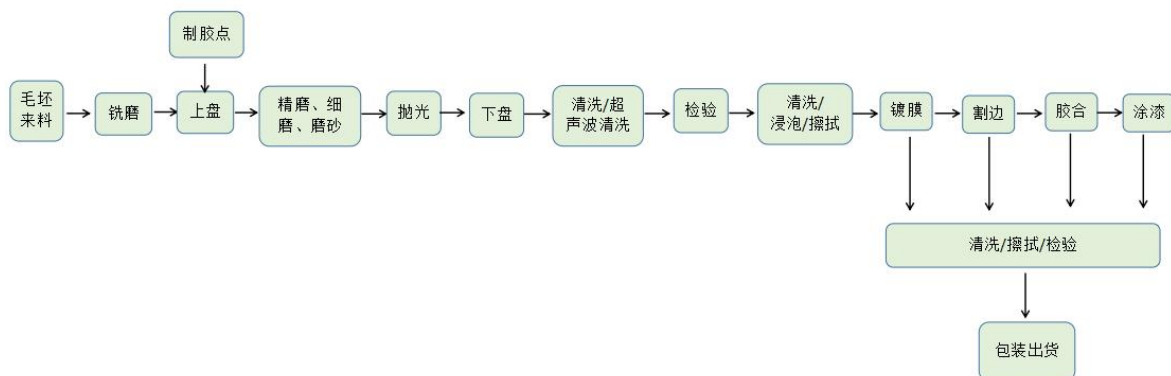 制胶点
毛坯
来料
铣磨
上盘
精磨、细
磨、磨砂
抛光
下盘
清洗/超
声波清洗
检验
清洗/
浸泡/擦拭
镀膜
割边
胶合
涂漆
清洗/擦拭/检验
包装出货